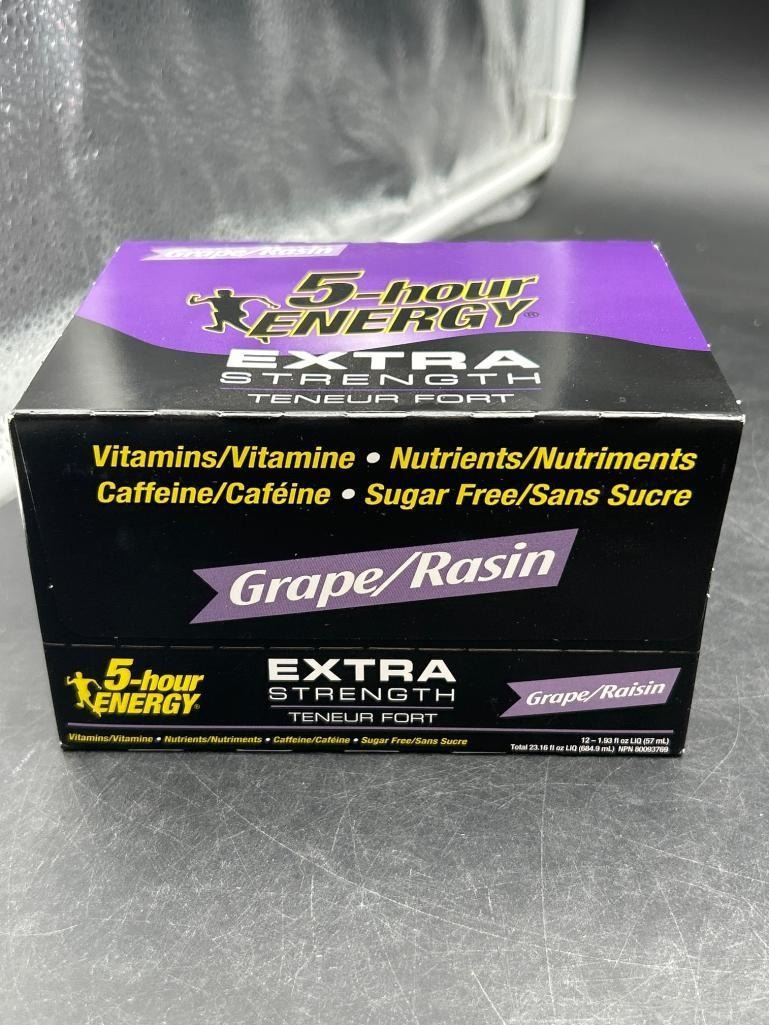 Grape/Rasin
5-hour
ENERGY®
EXTRA
STRENGTH
TENEUR FORT
Vitamins/Vitamine • Nutrients/Nutriments
Caffeine/Caféine • Sugar Free/Sans Sucre
Grape/Rasin
5-hour
ENERGY®
EXTRA
STRENGTH
TENEUR FORT
Grape/Raisin
Vitamins/Vitamine • Nutrients/Nutriments • Caffeine/Caféine • Sugar Free/Sans Sucre
12 – 1.93 fl oz LIQ (57 mL)
Total 23.16 fl oz LIQ (684.9 mL) NPN 80093769